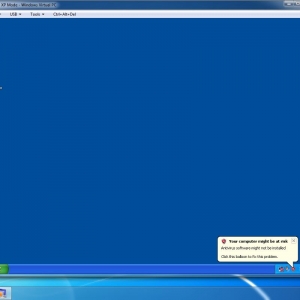 XP Mode - Windows Virtual PC
USB Tools Ctrl+Alt+Del
Your computer might be at risk
Antivirus software might not be installed
Click this balloon to fix this problem.